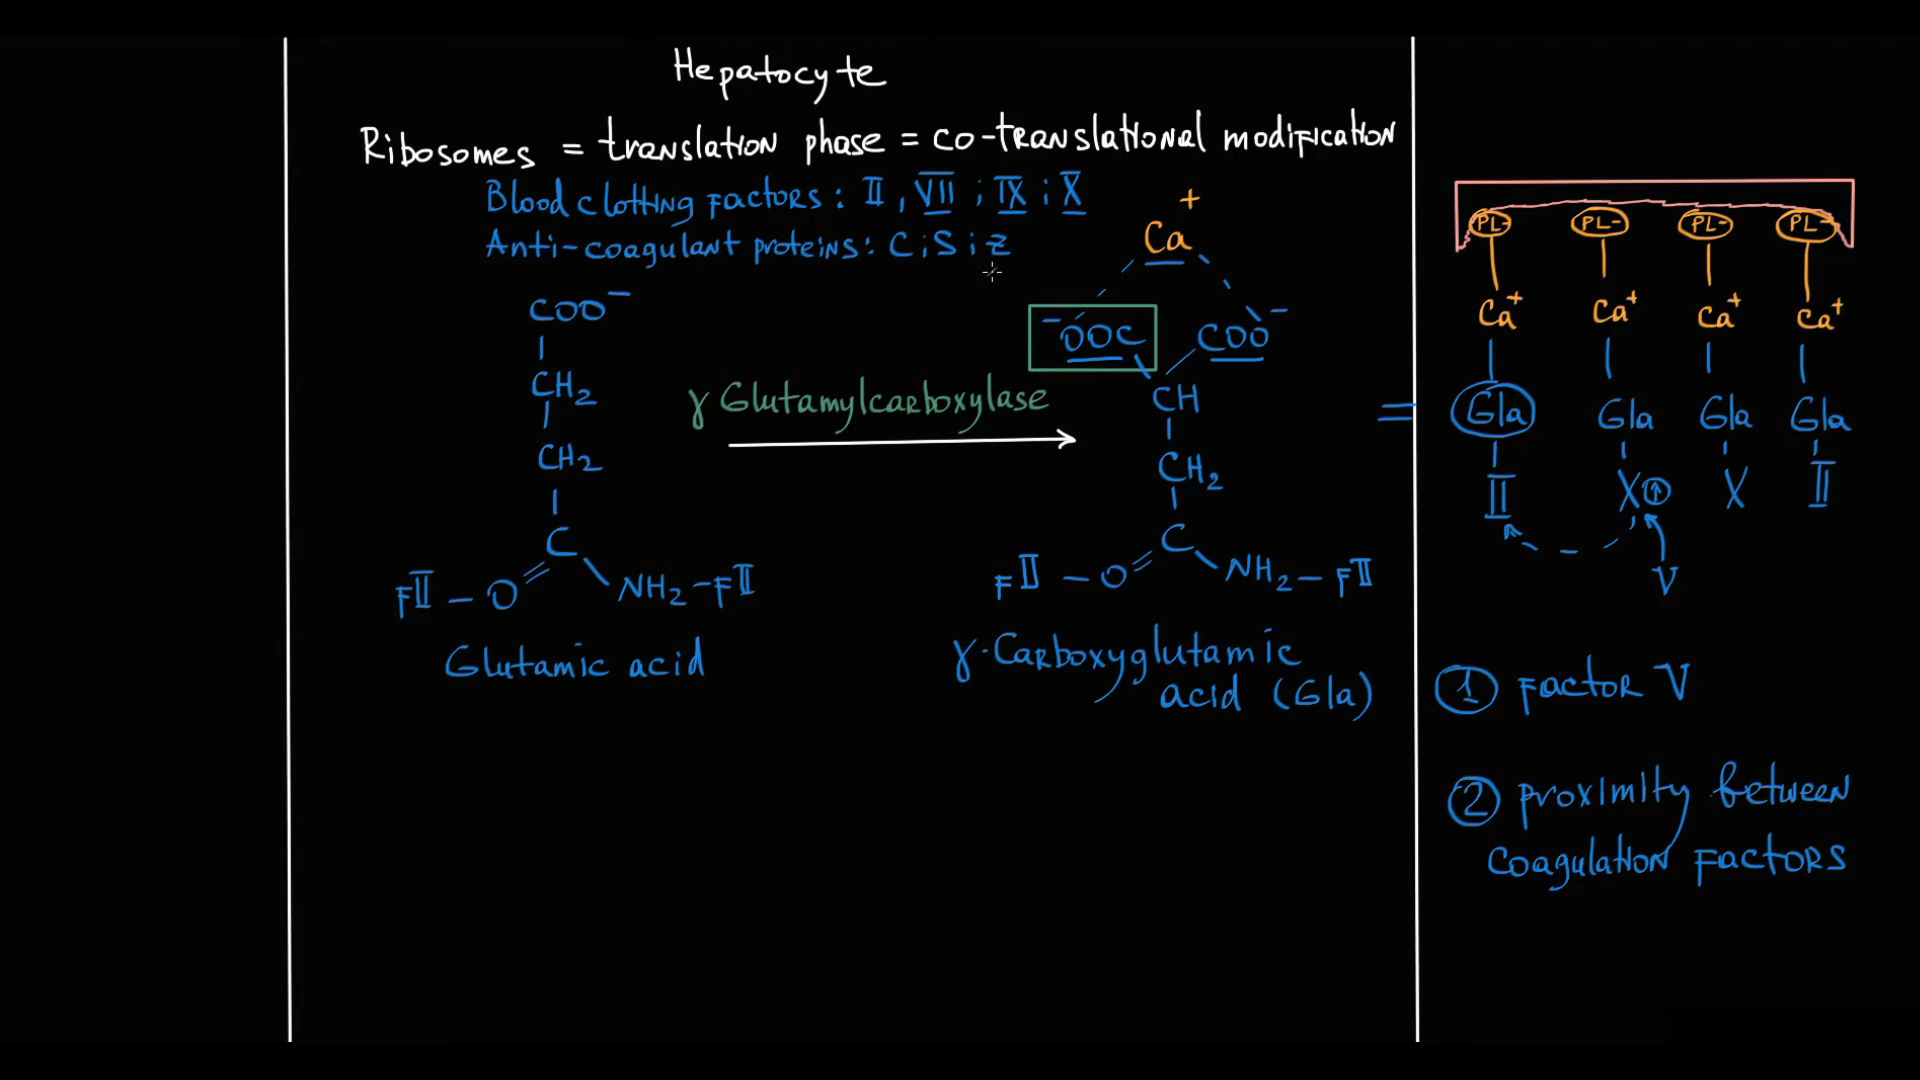 Hepatocyte
Ribosomes = translation phase = co-translational modification
Blood clotting factors: II, VII; IX; X
Anti-coagulant proteins: C; S; Z
COO⁻
CH₂
CH₂
C
FII – O
NH₂ – FII
Glutamic acid
γ Glutamylcarboxylase
Ca⁺
⁻OOC
COO⁻
CH
CH₂
C
FII – O
NH₂ – FII
γ-Carboxyglutamic
acid (Gla)
=
PL- PL- PL- PL-
Ca⁺ Ca⁺ Ca⁺ Ca⁺
Gla Gla Gla Gla
II X↑ X II
V
1 Factor V
2 proximity between
coagulation factors